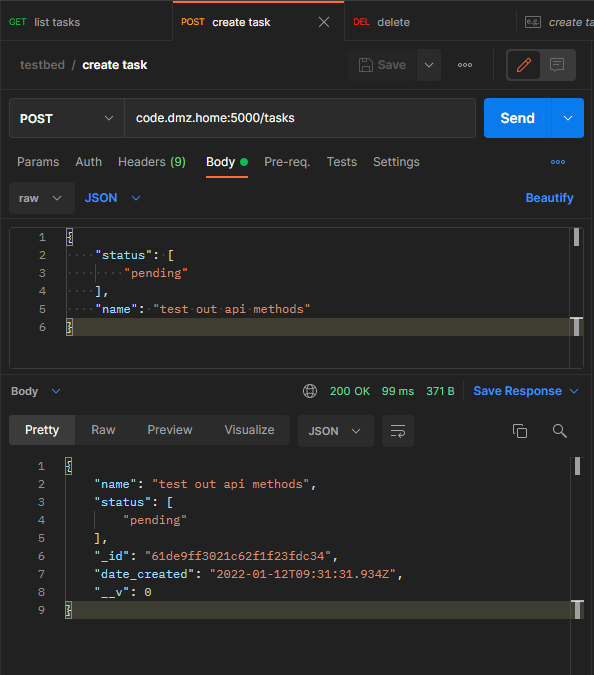 GET list tasks POST create task DEL delete e.g. create ta
testbed / create task Save
POST code.dmz.home:5000/tasks Send
Params Auth Headers (9) Body Pre-req. Tests Settings
raw JSON Beautify
1 {
2 "status": [
3 "pending"
4 ],
5 "name": "test out api methods"
6 }
Body 200 OK 99 ms 371 B Save Response
Pretty Raw Preview Visualize JSON
1 {
2 "name": "test out api methods",
3 "status": [
4 "pending"
5 ],
6 "_id": "61de9ff3021c62f1f23fdc34",
7 "date_created": "2022-01-12T09:31:31.934Z",
8 "__v": 0
9 }